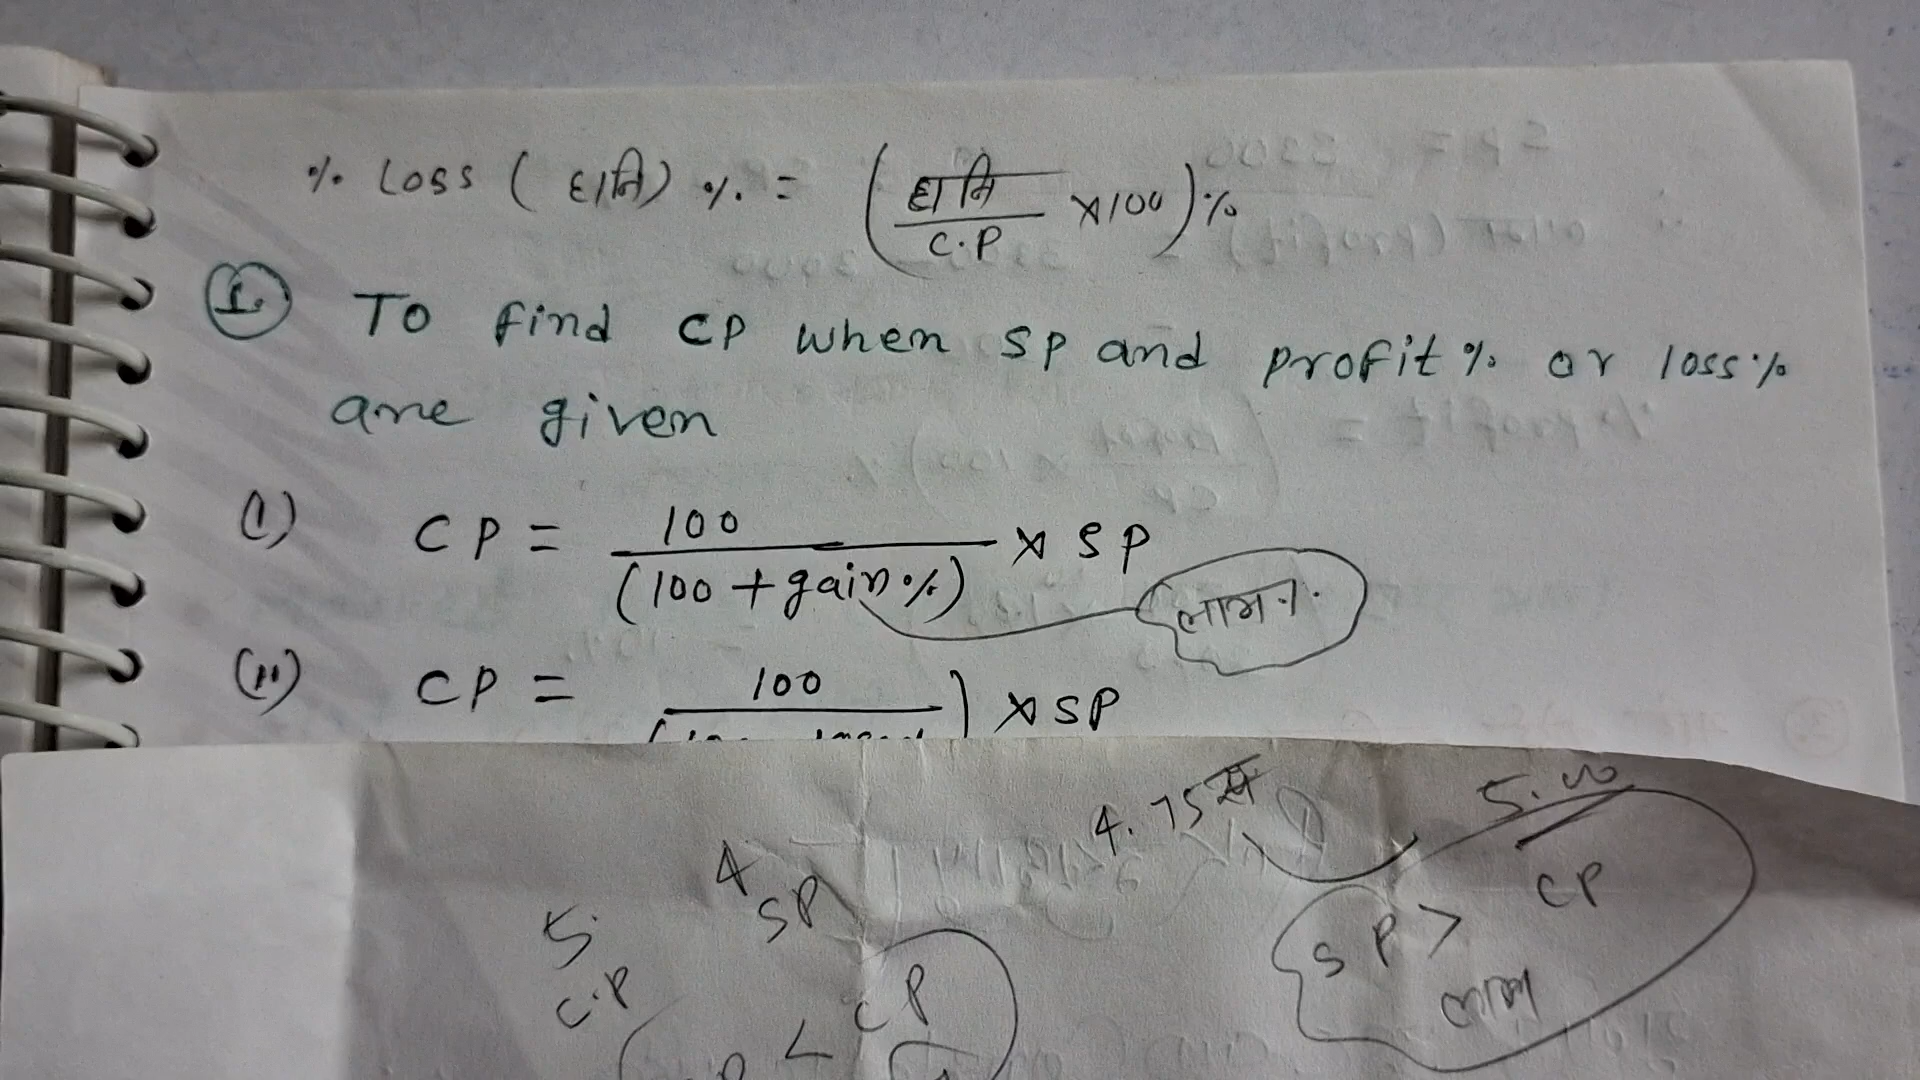 % Loss (हानि) % = (हानि/C.P × 100)%
I. To find CP when SP and profit % or loss %
are given
(I) CP = 100/(100 + gain %) × SP
लाभ %
(II) CP = 100 × SP
4.75 5.00
4 SP CP
5. SP >
C.P लाभ
< CP